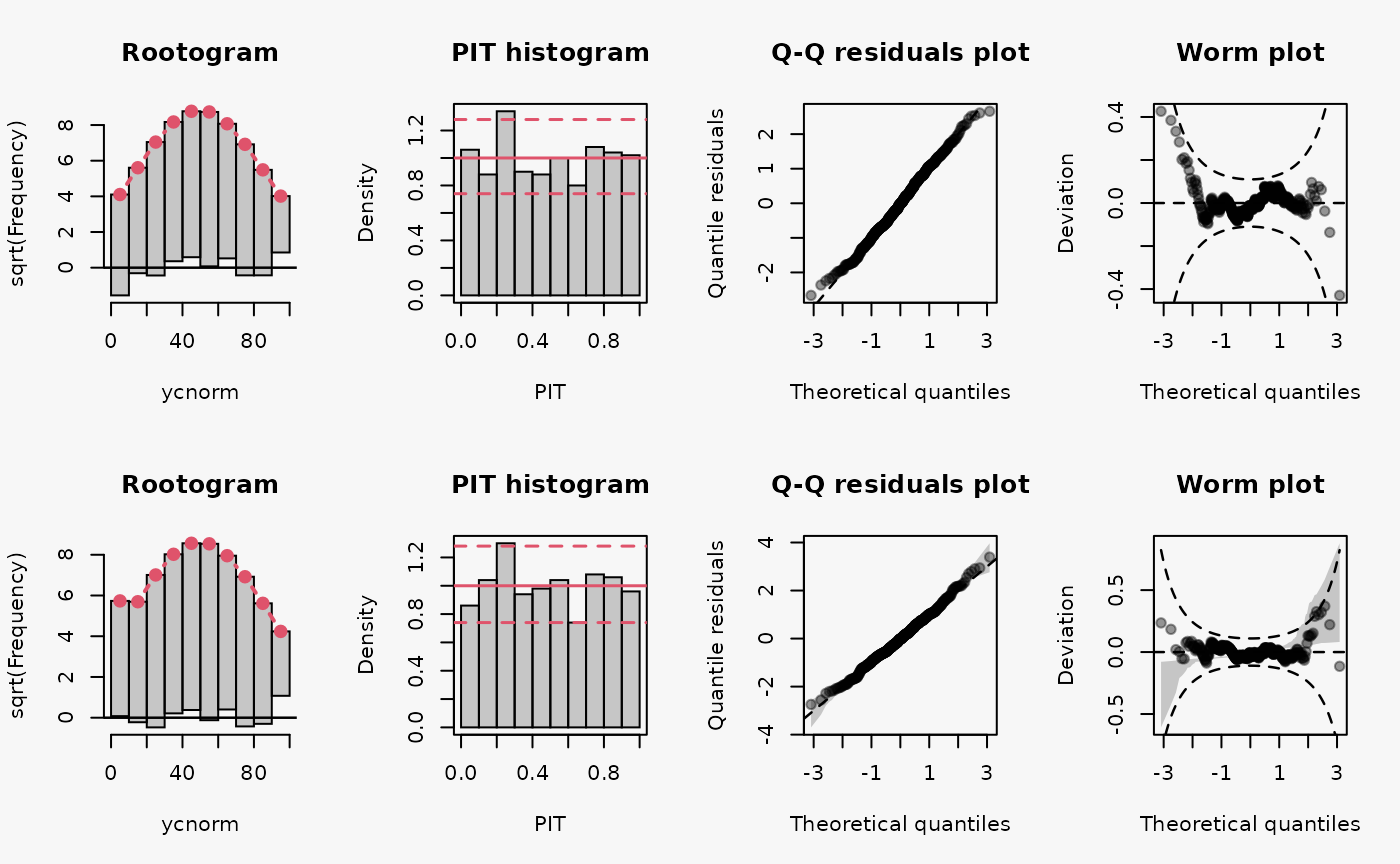 Rootogram
PIT histogram
Q-Q residuals plot
Worm plot
sqrt(Frequency)
0 2 4 6 8
0 40 80
ycnorm
Density
0.0 0.4 0.8 1.2
0.0 0.4 0.8
PIT
Quantile residuals
-2 0 1 2
-3 -1 1 3
Theoretical quantiles
Deviation
-0.4 0.0 0.4
-3 -1 1 3
Theoretical quantiles
Rootogram
PIT histogram
Q-Q residuals plot
Worm plot
sqrt(Frequency)
0 2 4 6 8
0 40 80
ycnorm
Density
0.0 0.4 0.8 1.2
0.0 0.4 0.8
PIT
Quantile residuals
-4 -2 0 2 4
-3 -1 1 3
Theoretical quantiles
Deviation
-0.5 0.0 0.5
-3 -1 1 3
Theoretical quantiles